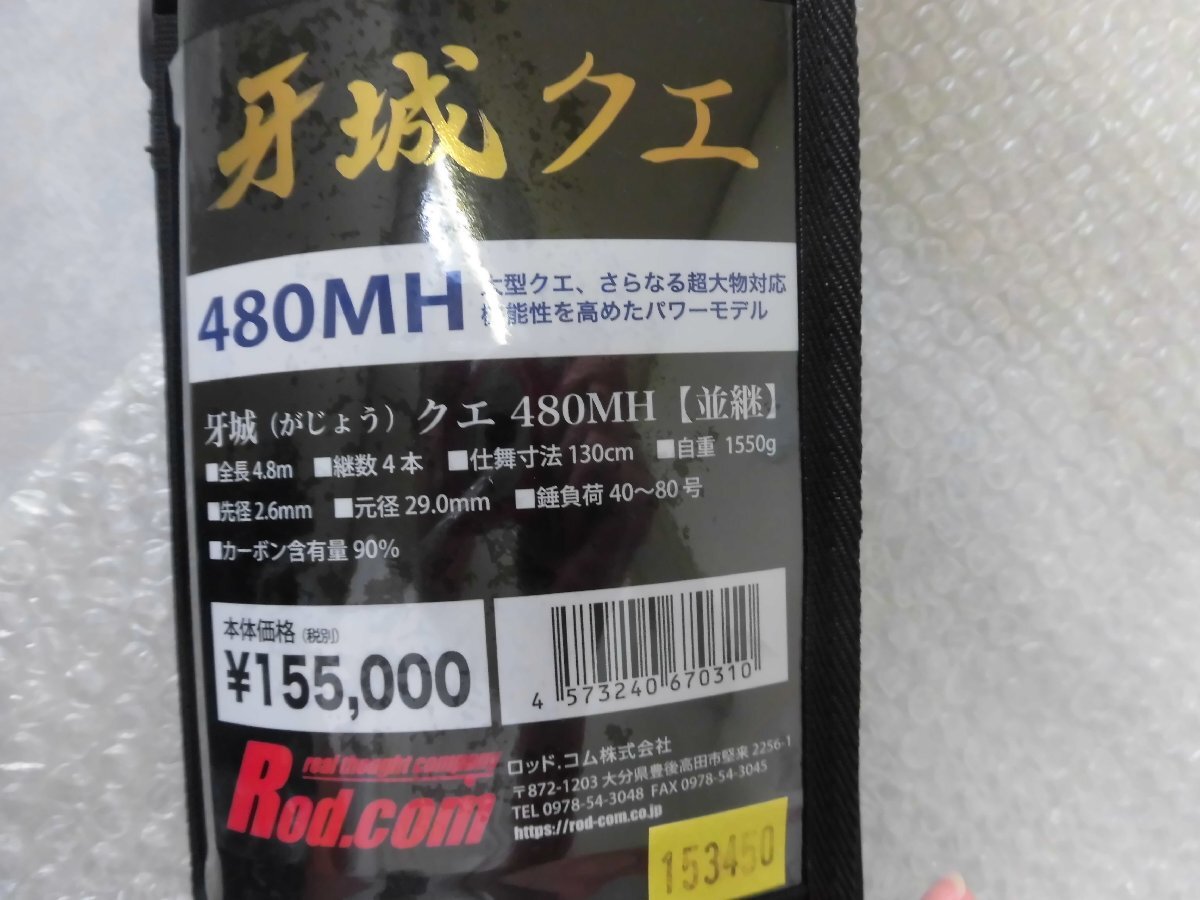 牙城 クエ
480MH
大型クエ、さらなる超大物対応
機能性を高めたパワーモデル
牙城（がじょう）クエ 480MH【並継】
■全長 4.8m ■継数 4 本 ■仕舞寸法 130cm ■自重 1550g
■先径 2.6mm ■元径 29.0mm ■錘負荷 40～80 号
■カーボン含有量 90%
本体価格（税別）
¥155,000
4 573240 670310
real thought company
Rod.com
ロッド.コム株式会社
〒872-1203 大分県豊後高田市堅来 2256-1
TEL 0978-54-3048 FAX 0978-54-3045
https://rod-com.co.jp
153450